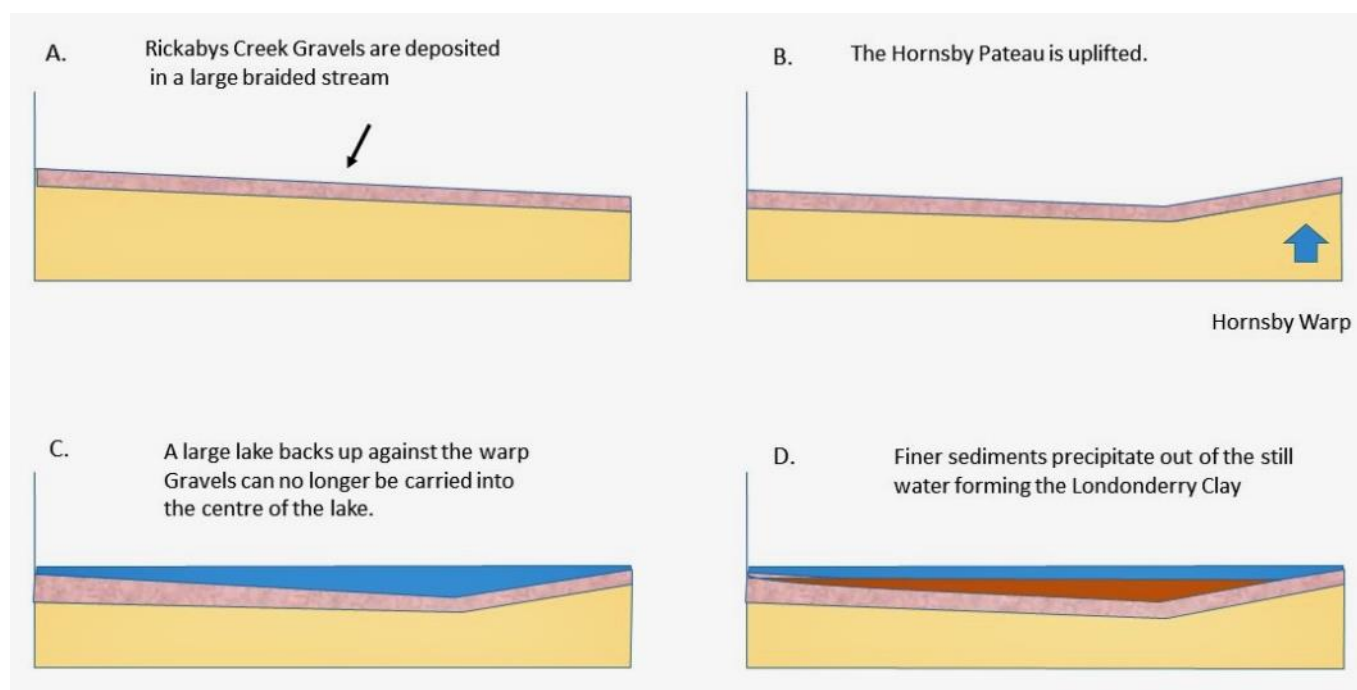 A.
Rickabys Creek Gravels are deposited
in a large braided stream
B.
The Hornsby Pateau is uplifted.
Hornsby Warp
C.
A large lake backs up against the warp
Gravels can no longer be carried into
the centre of the lake.
D.
Finer sediments precipitate out of the still
water forming the Londonderry Clay